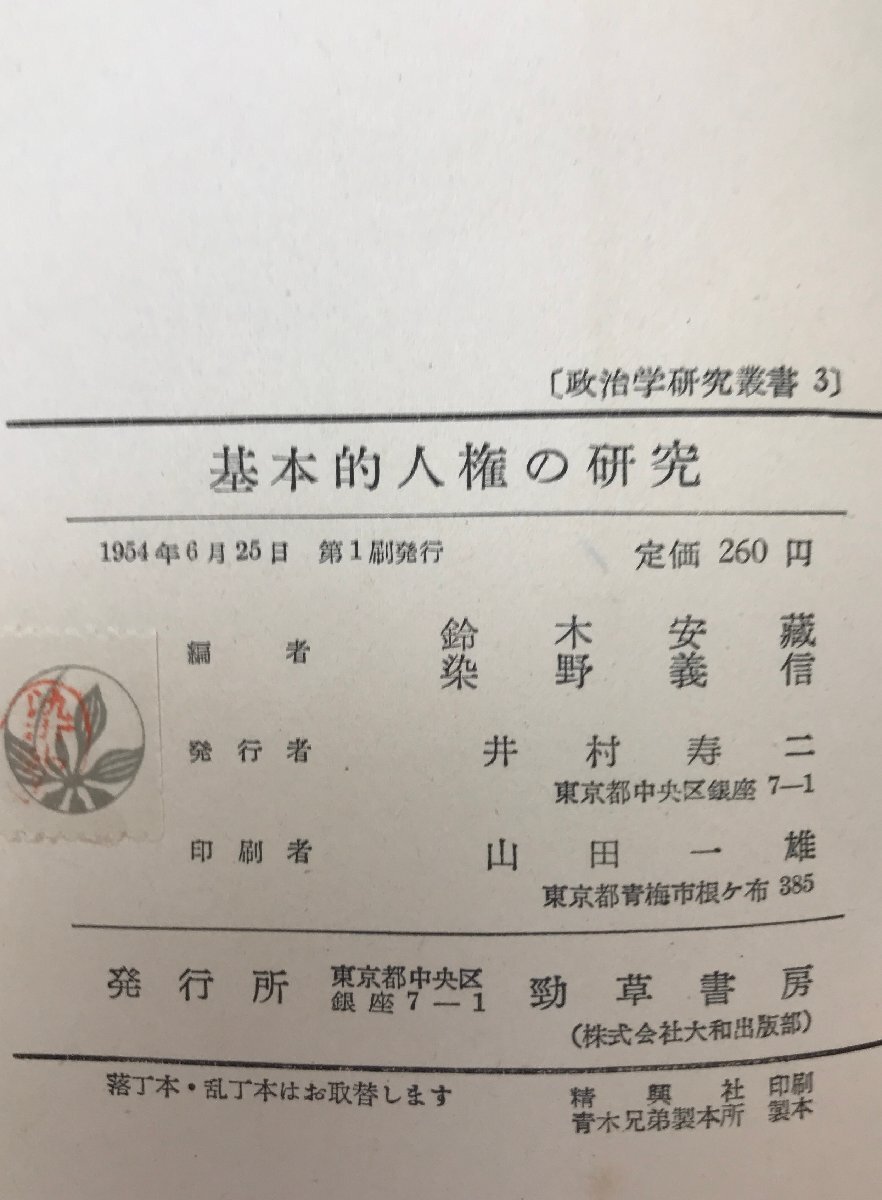 〔政治学研究叢書 3〕
基本的人権の研究
1954年6月25日 第1刷発行 定価 260 円
編者 鈴木安藏
染野義信
発行者 井村寿二
東京都中央区銀座 7—1
印刷者 山田一雄
東京都青梅市根ケ布 385
発行所 東京都中央区銀座7—1 勁草書房
(株式会社大和出版部)
落丁本・乱丁本はお取替します
精興社 印刷
青木兄弟製本所 製本